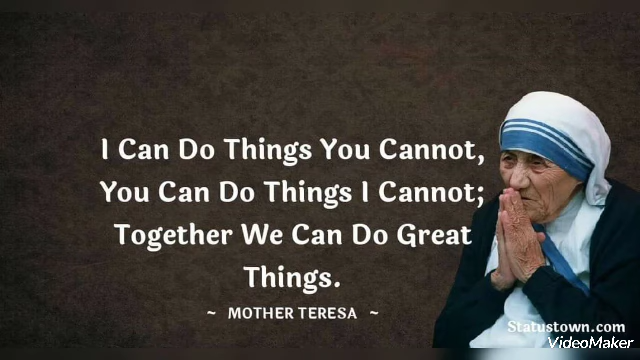 I Can Do Things You Cannot,
You Can Do Things I Cannot;
Together We Can Do Great
Things.
~ MOTHER TERESA ~
Statustown.com
VideoMaker